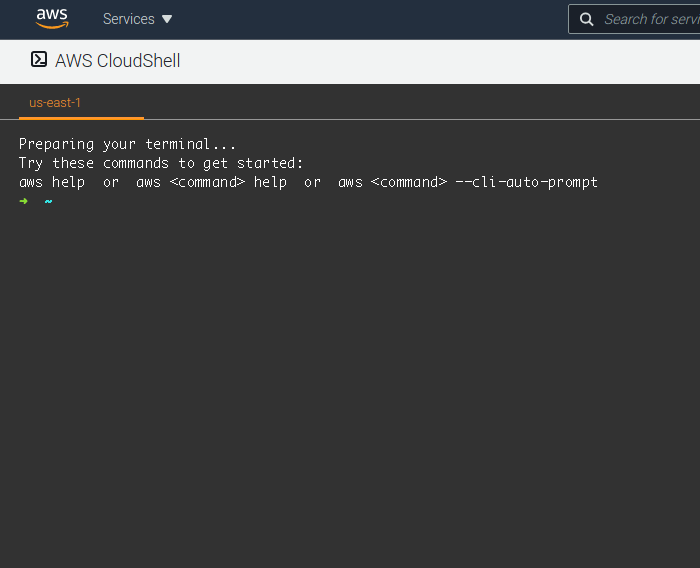 aws Services ▼ Search for servi
AWS CloudShell
us-east-1
Preparing your terminal...
Try these commands to get started:
aws help or aws <command> help or aws <command> --cli-auto-prompt
➜ ~